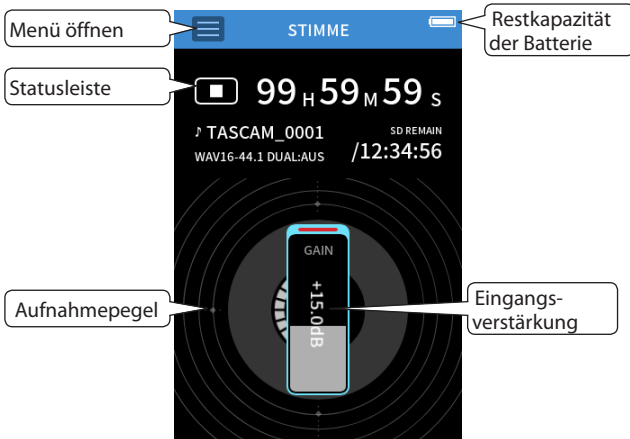 Menü öffnen
STIMME
Restkapazität
der Batterie
Statusleiste
99 H 59 M 59 S
♪ TASCAM_0001
SD REMAIN
WAV16-44.1 DUAL:AUS
/12:34:56
GAIN
+15.0dB
Aufnahmepegel
Eingangs-
verstärkung